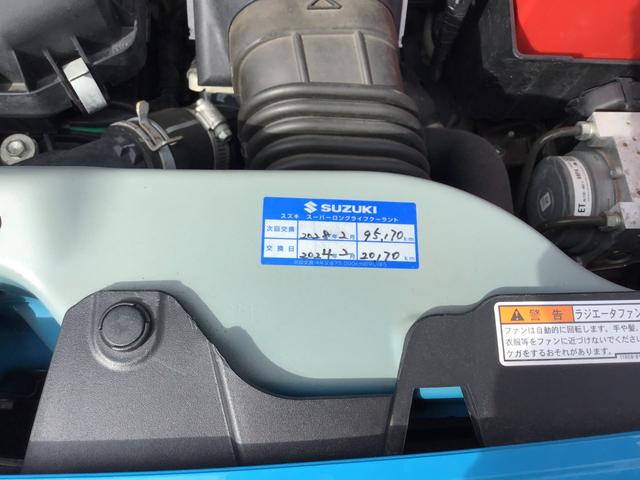 SUZUKI
スズキ スーパーロングライフクーラント
次回交換 2028年2月 95,170km
交換日 2024年2月 20,170km
警告 ラジエータファン
ファンは自動的に回転します。手や髪、
衣服等をファンに近づけないでください
ケガをするおそれがあります。
ET